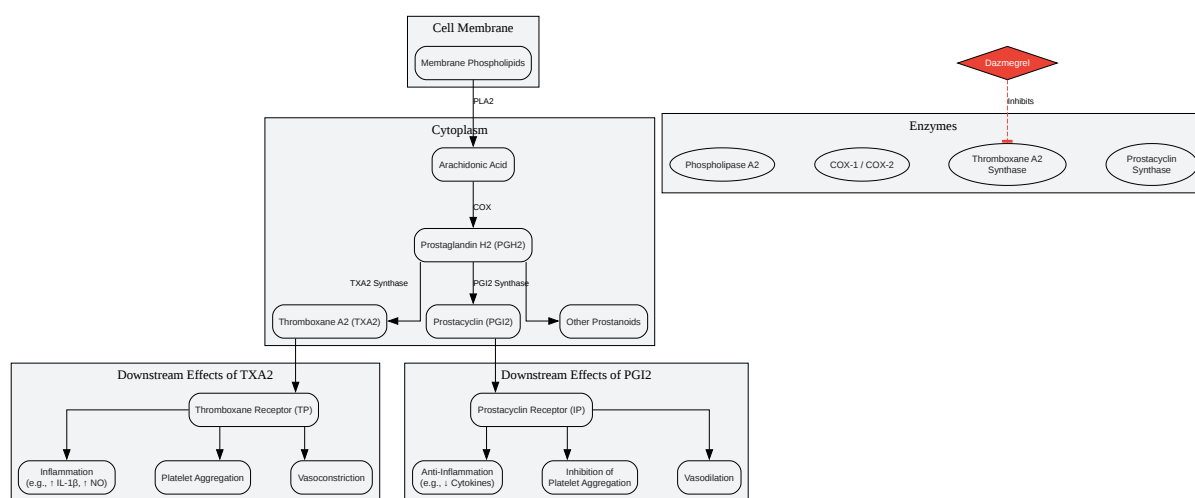 Cell Membrane
Membrane Phospholipids
Dazmegrel
PLA2
Inhibits
Cytoplasm
Enzymes
Arachidonic Acid
Phospholipase A2
COX-1 / COX-2
Thromboxane A2
Synthase
Prostacyclin
Synthase
COX
Prostaglandin H2 (PGH2)
TXA2 Synthase
PGI2 Synthase
Thromboxane A2 (TXA2)
Prostacyclin (PGI2)
Other Prostanoids
Downstream Effects of TXA2
Downstream Effects of PGI2
Thromboxane Receptor (TP)
Prostacyclin Receptor (IP)
Inflammation
(e.g., ↑ IL-1β, ↑ NO)
Platelet Aggregation
Vasoconstriction
Anti-Inflammation
(e.g., ↓ Cytokines)
Inhibition of
Platelet Aggregation
Vasodilation